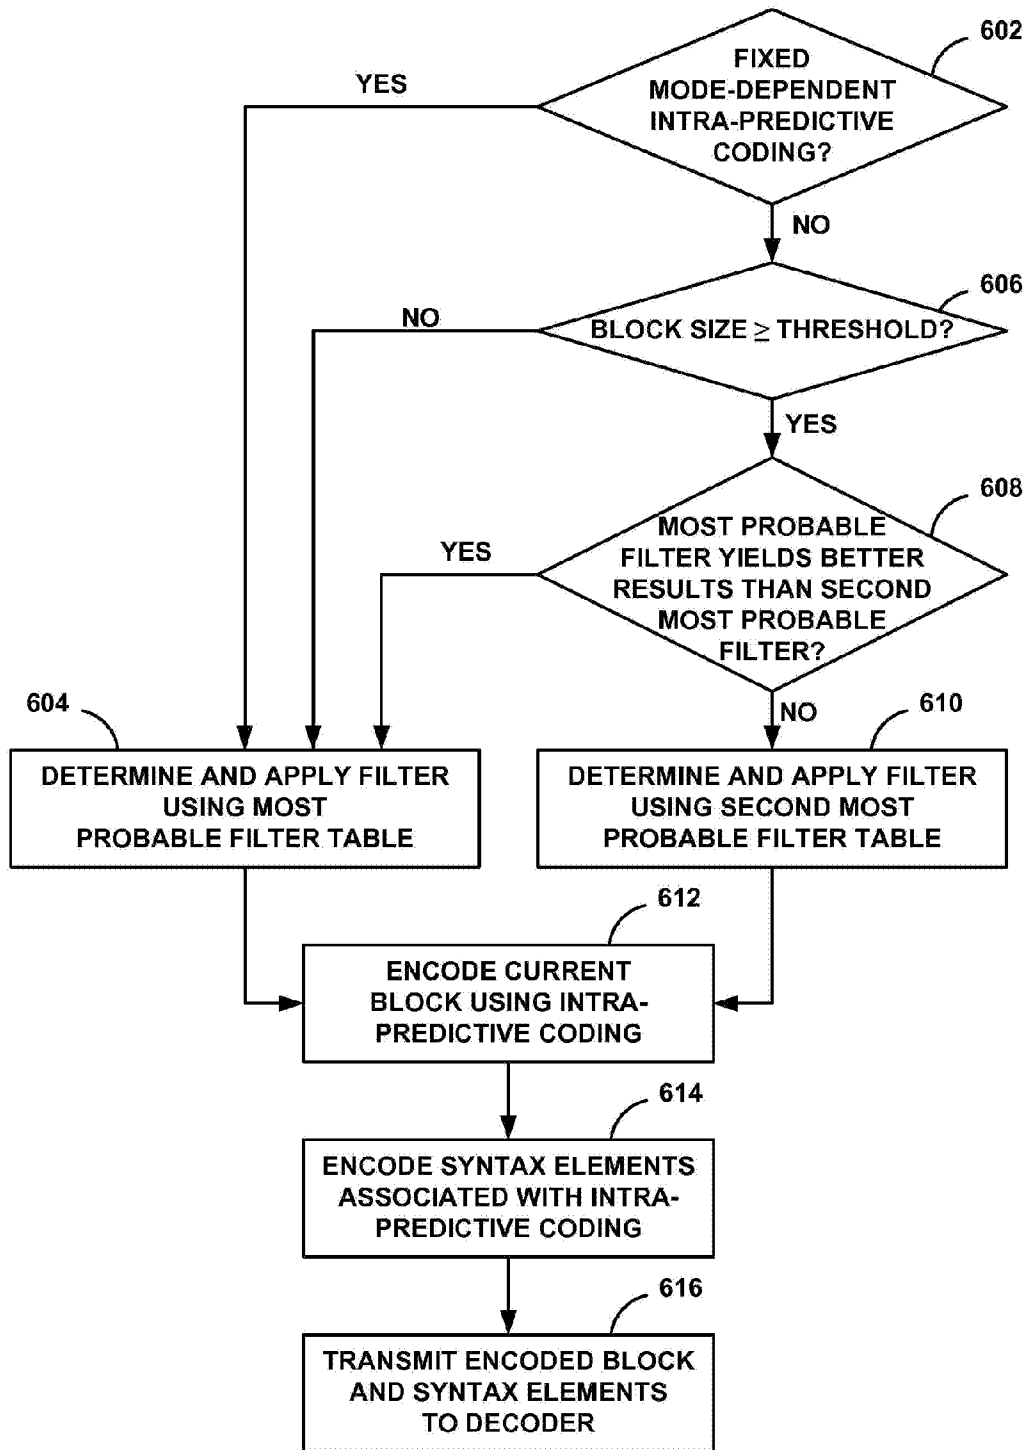 602
FIXED
MODE-DEPENDENT
INTRA-PREDICTIVE
CODING?
YES
NO
606
BLOCK SIZE ≥ THRESHOLD?
NO
YES
608
MOST PROBABLE
FILTER YIELDS BETTER
RESULTS THAN SECOND
MOST PROBABLE
FILTER?
YES
NO
604
DETERMINE AND APPLY FILTER
USING MOST
PROBABLE FILTER TABLE
610
DETERMINE AND APPLY FILTER
USING SECOND MOST
PROBABLE FILTER TABLE
612
ENCODE CURRENT
BLOCK USING INTRA-
PREDICTIVE CODING
614
ENCODE SYNTAX ELEMENTS
ASSOCIATED WITH INTRA-
PREDICTIVE CODING
616
TRANSMIT ENCODED BLOCK
AND SYNTAX ELEMENTS
TO DECODER